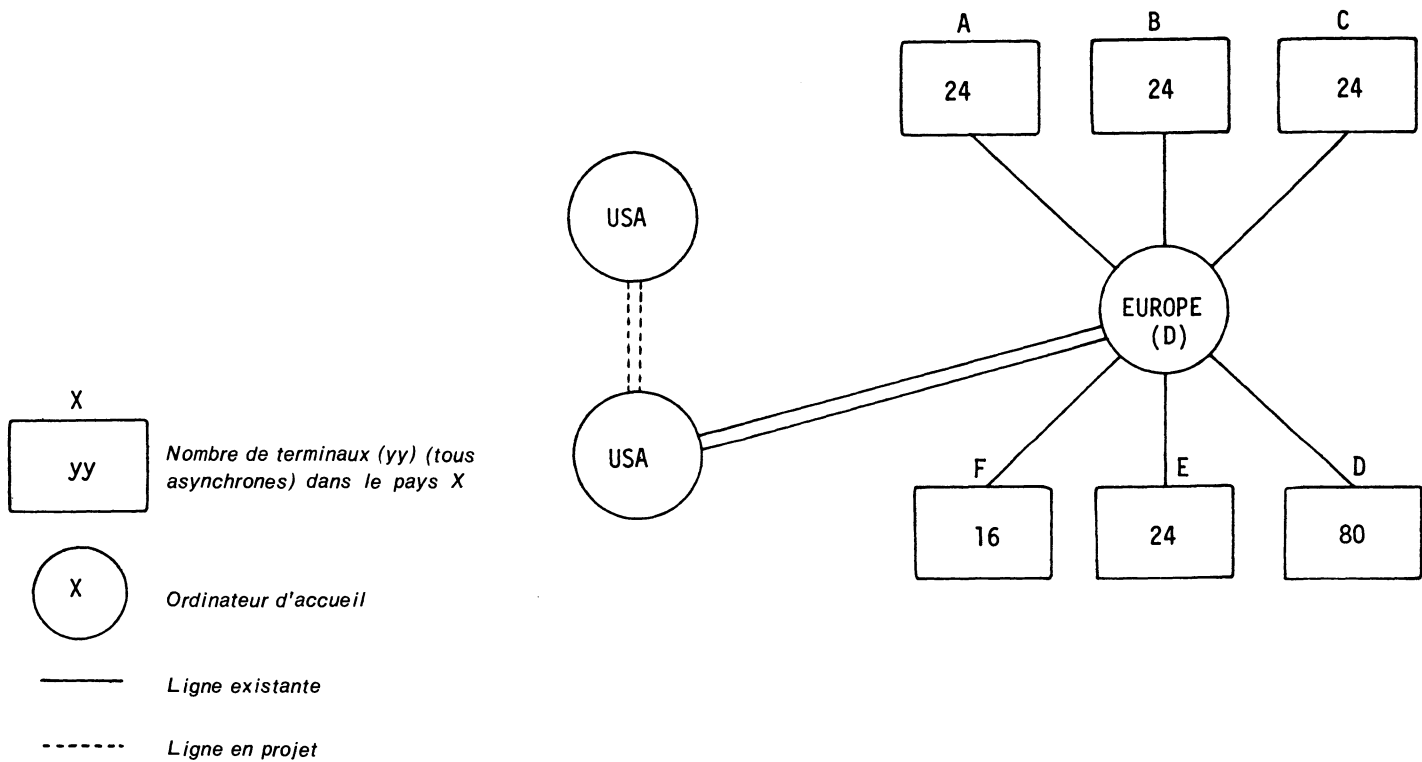 A
B
C
24
24
24
USA
EUROPE
(D)
USA
F
E
D
16
24
80
X
yy
Nombre de terminaux (yy) (tous
asynchrones) dans le pays X
X
Ordinateur d'accueil
Ligne existante
Ligne en projet